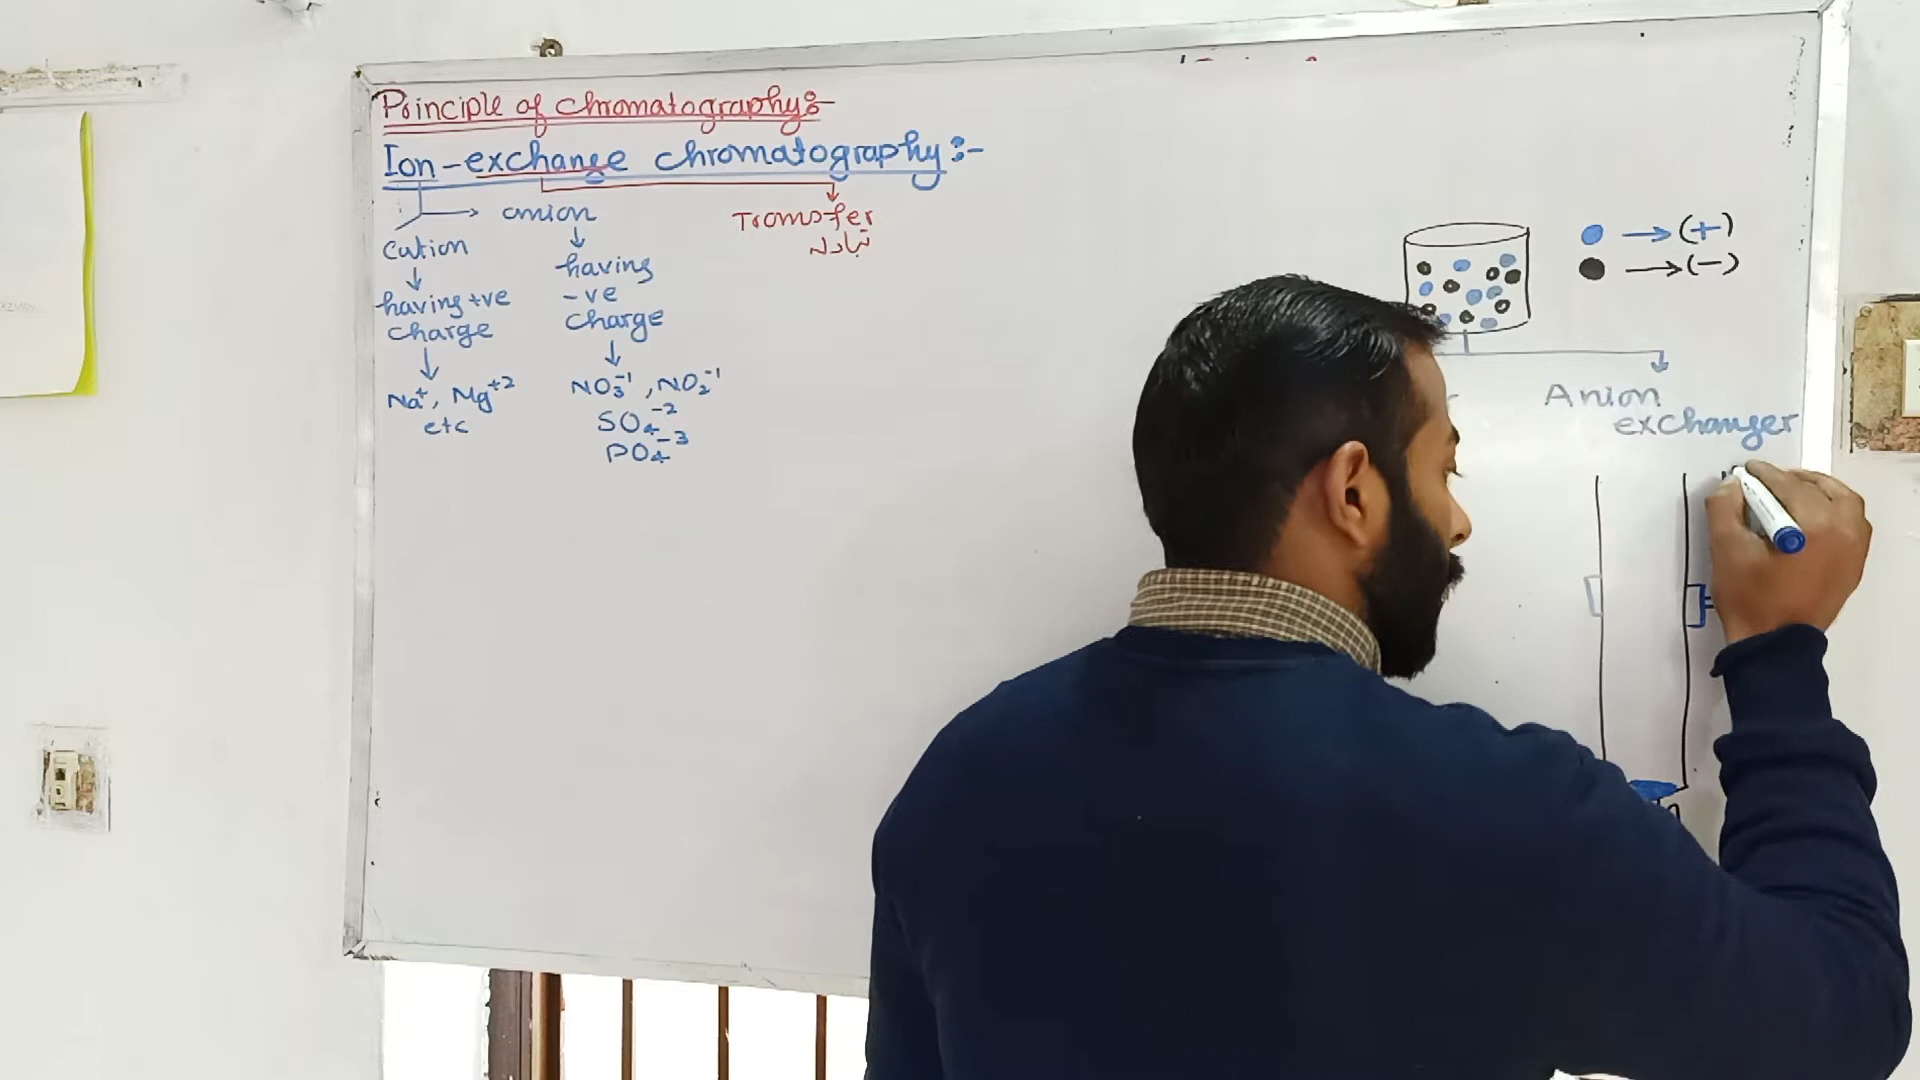 Principle of chromatography:-
Ion-exchange chromatography:-
anion
Transfer
تبادلہ
Cation
having
-ve
charge
having +ve
charge
NO₃⁻¹, NO₂⁻¹
SO₄⁻²
PO₄⁻³
Na⁺, Mg⁺²
etc
→ (+)
→ (-)
Anion
exchanger